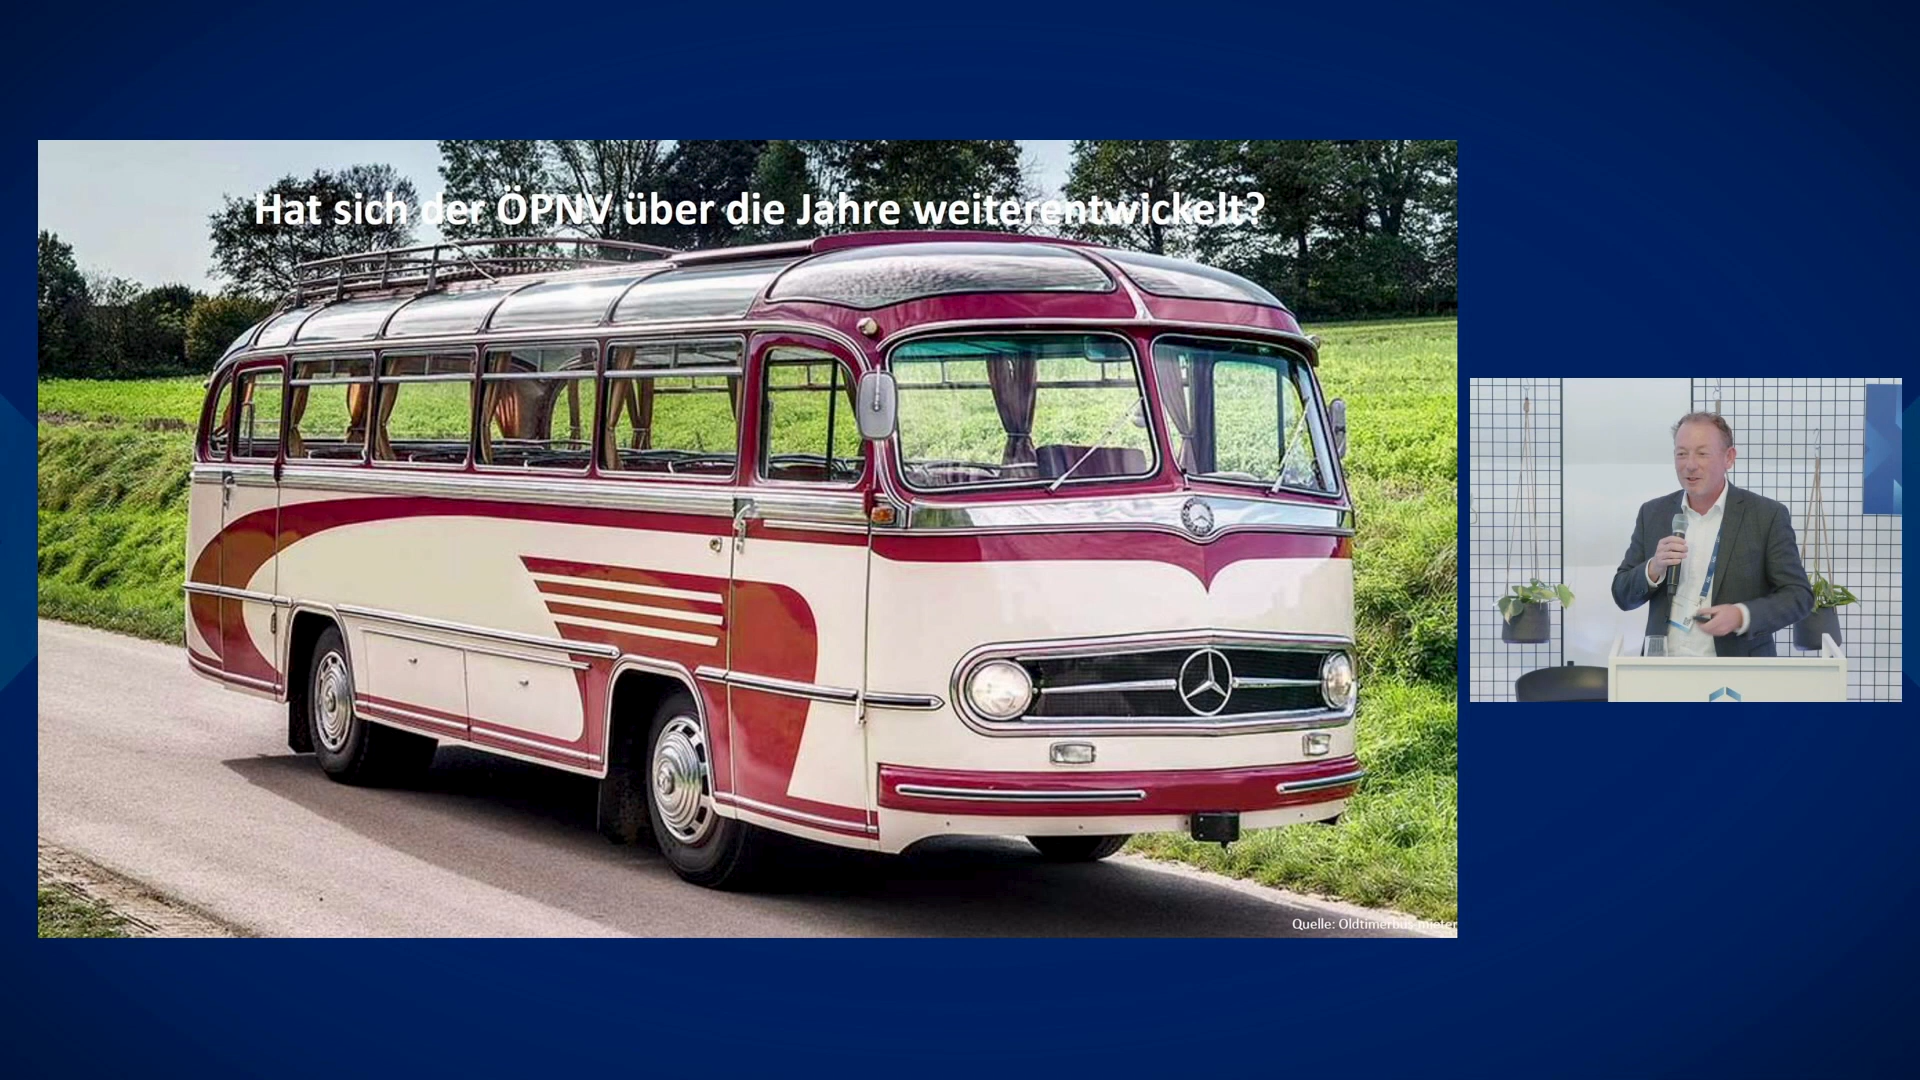 Hat sich der ÖPNV über die Jahre weiterentwickelt?
Quelle: Oldtimerbus-mieten